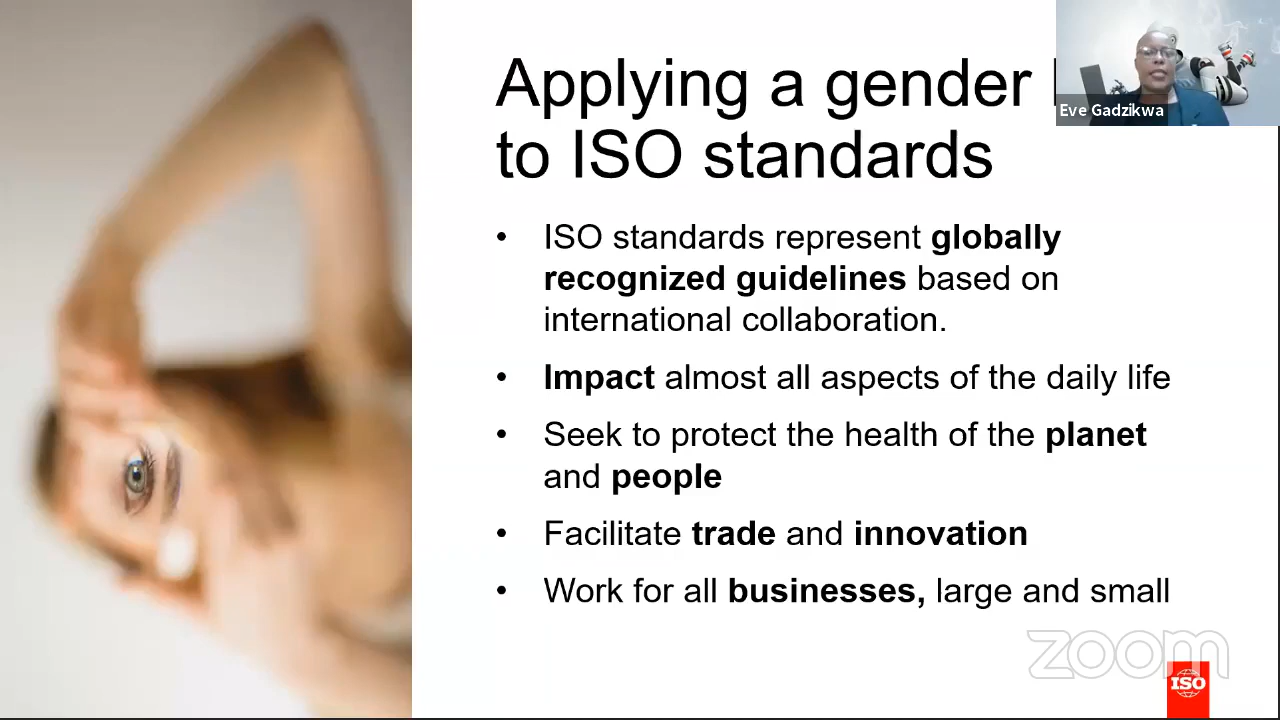 Applying a gender
Eve Gadzikwa
to ISO standards
• ISO standards represent globally
recognized guidelines based on
international collaboration.
• Impact almost all aspects of the daily life
• Seek to protect the health of the planet
and people
• Facilitate trade and innovation
• Work for all businesses, large and small
zoom
ISO